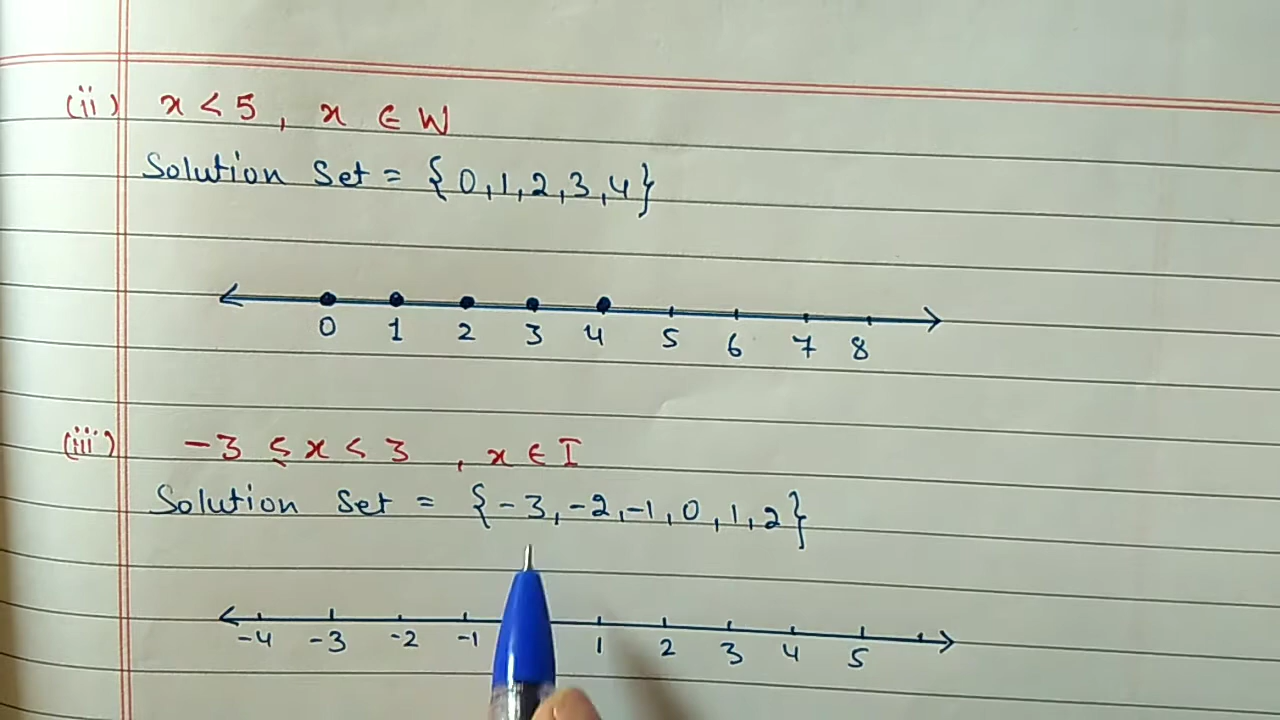 (ii) x < 5, x ∈ W
Solution Set = {0,1,2,3,4}
0 1 2 3 4 5 6 7 8
(iii) -3 ≤ x < 3, x ∈ I
Solution Set = {-3,-2,-1,0,1,2}
-4 -3 -2 -1 1 2 3 4 5